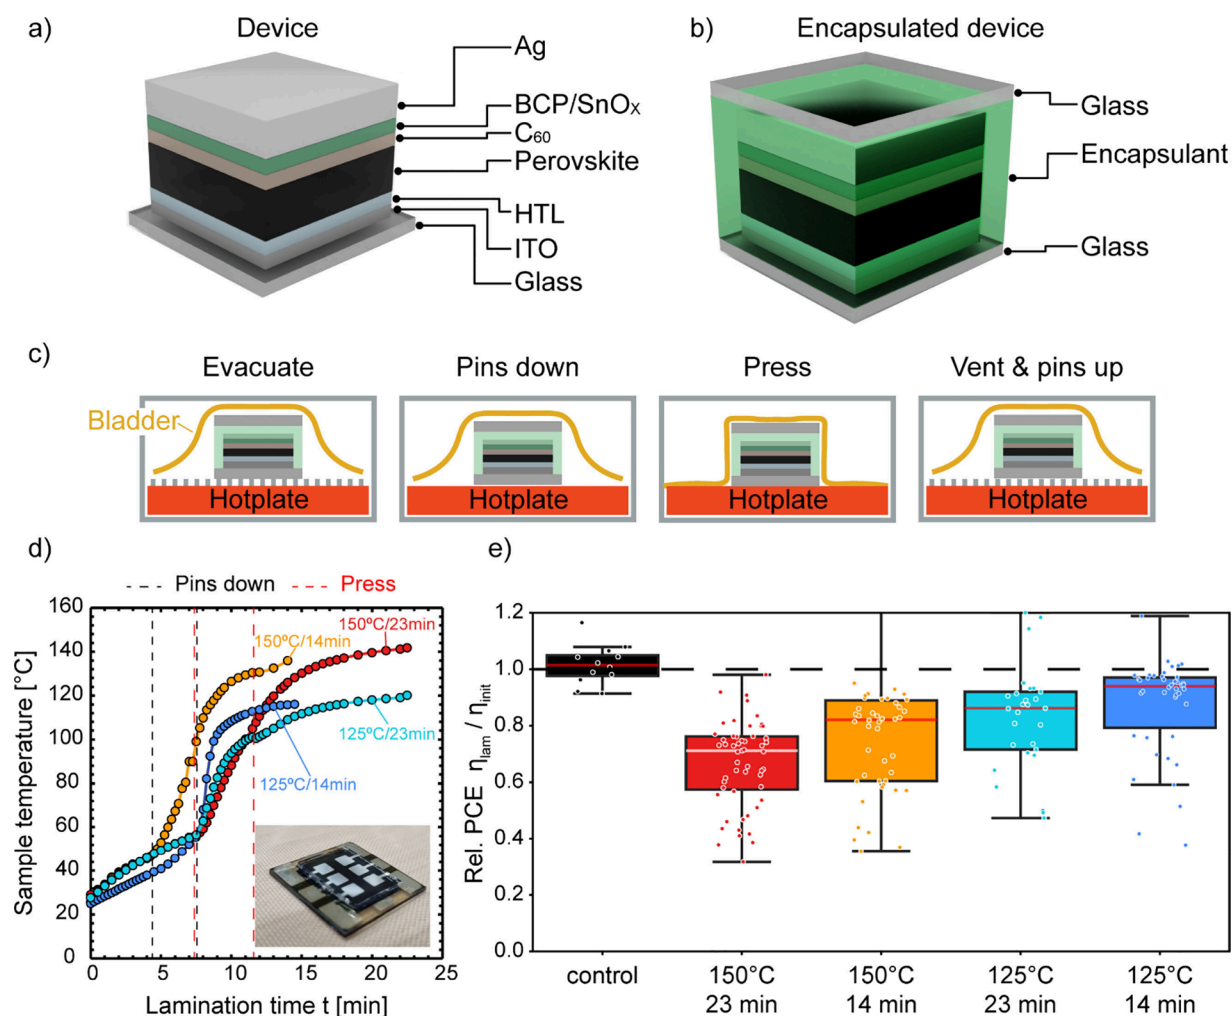 a)
Device
Ag
BCP/SnOX
C60
Perovskite
HTL
ITO
Glass
b)
Encapsulated device
Glass
Encapsulant
Glass
c)
Evacuate
Pins down
Press
Vent & pins up
Bladder
Hotplate
Hotplate
Hotplate
Hotplate
d)
Pins down
Press
Sample temperature [°C]
160
140
120
100
80
60
40
20
0
150ºC/14min
150ºC/23min
125ºC/23min
125ºC/14min
0
5
10
15
20
25
Lamination time t [min]
e)
Rel. PCE ηlam / ηinit
1.2
1.0
0.8
0.6
0.4
0.2
0.0
control
150°C
23 min
150°C
14 min
125°C
23 min
125°C
14 min